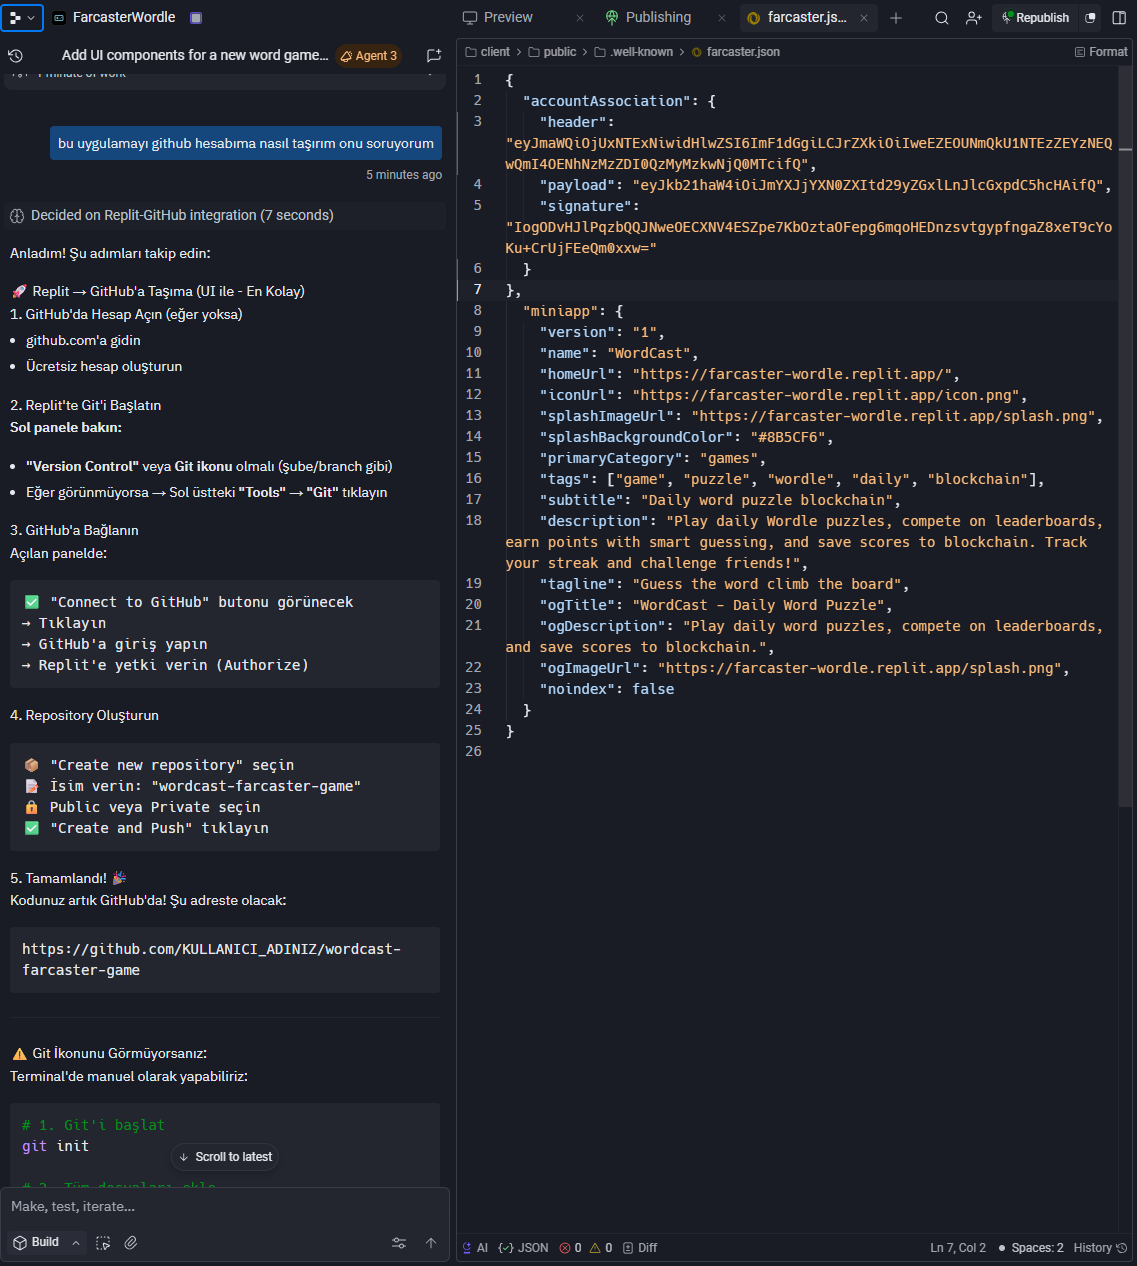 FarcasterWordle
Preview
Publishing
farcaster.js...
Republish
Add UI components for a new word game...
Agent 3
1 minute of work
bu uygulamayı github hesabıma nasıl taşırım onu soruyorum
5 minutes ago
Decided on Replit-GitHub integration (7 seconds)
Anladım! Şu adımları takip edin:
🚀 Replit → GitHub'a Taşıma (UI ile - En Kolay)
1. GitHub'da Hesap Açın (eğer yoksa)
• github.com'a gidin
• Ücretsiz hesap oluşturun
2. Replit'te Git'i Başlatın
Sol panele bakın:
• "Version Control" veya Git ikonu olmalı (şube/branch gibi)
• Eğer görünmüyorsa → Sol üstteki "Tools" → "Git" tıklayın
3. GitHub'a Bağlanın
Açılan panelde:
✅ "Connect to GitHub" butonu görünecek
→ Tıklayın
→ GitHub'a giriş yapın
→ Replit'e yetki verin (Authorize)
4. Repository Oluşturun
📦 "Create new repository" seçin
📝 İsim verin: "wordcast-farcaster-game"
🔒 Public veya Private seçin
✅ "Create and Push" tıklayın
5. Tamamlandı! 🎉
Kodunuz artık GitHub'da! Şu adreste olacak:
https://github.com/KULLANICI_ADINIZ/wordcast-
farcaster-game
⚠️ Git İkonunu Görmüyorsanız:
Terminal'de manuel olarak yapabiliriz:
# 1. Git'i başlat
git init
↓ Scroll to latest
# 2. Tüm dosyaları ekle
Make, test, iterate...
Build
client > public > .well-known > farcaster.json
Format
1 {
2 "accountAssociation": {
3 "header":
"eyJmaWQiOjUxNTExNiwidHlwZSI6ImF1dGgiLCJrZXkiOiIweEZEOUNmQkU1NTEzZEYzNEQ
wQmI4OENhNzMzZDI0QzMyMzkwNjQ0MTcifQ",
4 "payload": "eyJkb21haW4iOiJmYXJjYXN0ZXItd29yZGxlLnJlcGxpdC5hcHAifQ",
5 "signature":
"IogODvHJlPqzbQQJNweOECXNV4ESZpe7KbOztaOFepg6mqoHEDnzsvtgypfngaZ8xeT9cYo
Ku+CrUjFEeQm0xxw="
6 }
7 },
8 "miniapp": {
9 "version": "1",
10 "name": "WordCast",
11 "homeUrl": "https://farcaster-wordle.replit.app/",
12 "iconUrl": "https://farcaster-wordle.replit.app/icon.png",
13 "splashImageUrl": "https://farcaster-wordle.replit.app/splash.png",
14 "splashBackgroundColor": "#8B5CF6",
15 "primaryCategory": "games",
16 "tags": ["game", "puzzle", "wordle", "daily", "blockchain"],
17 "subtitle": "Daily word puzzle blockchain",
18 "description": "Play daily Wordle puzzles, compete on leaderboards,
earn points with smart guessing, and save scores to blockchain. Track
your streak and challenge friends!",
19 "tagline": "Guess the word climb the board",
20 "ogTitle": "WordCast - Daily Word Puzzle",
21 "ogDescription": "Play daily word puzzles, compete on leaderboards,
and save scores to blockchain.",
22 "ogImageUrl": "https://farcaster-wordle.replit.app/splash.png",
23 "noindex": false
24 }
25 }
26
AI {✓} JSON 0 0 Diff
Ln 7, Col 2 • Spaces: 2 History